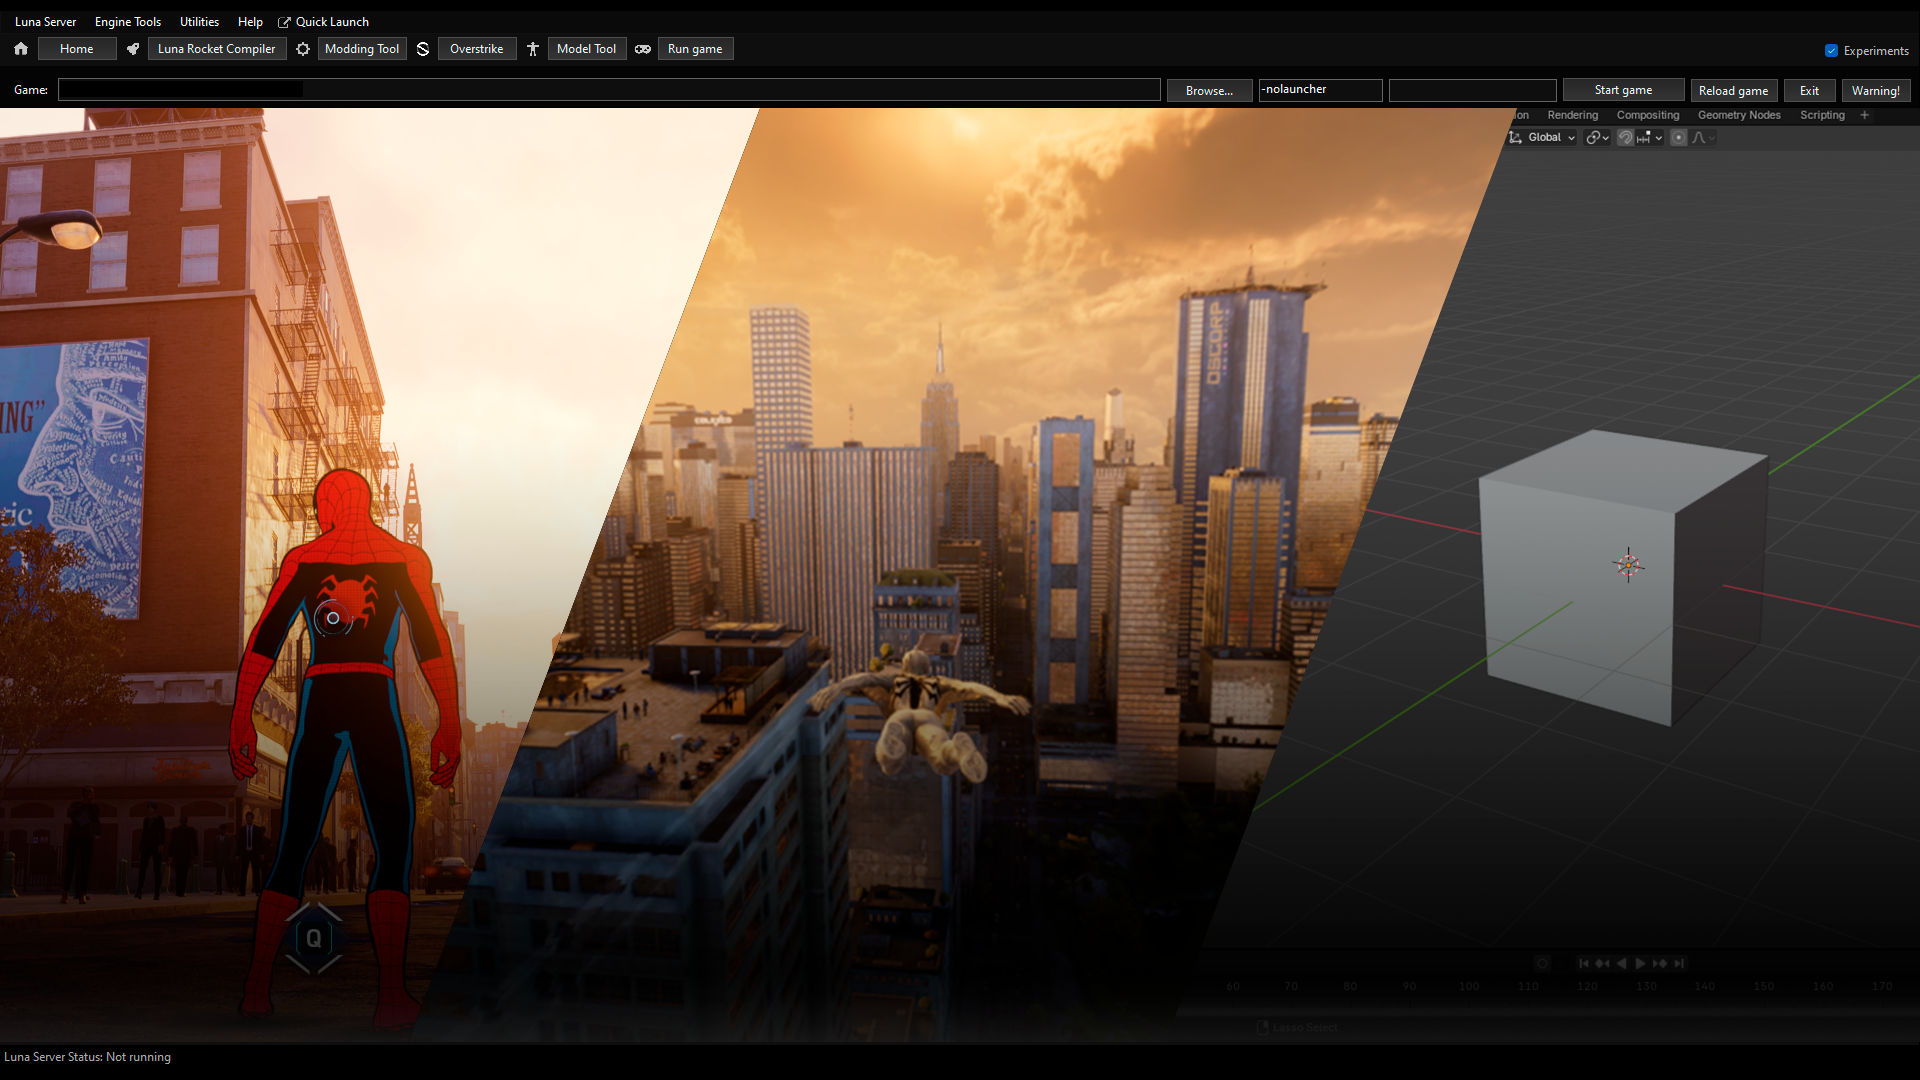 Luna Server Engine Tools Utilities Help Quick Launch
Home Luna Rocket Compiler Modding Tool Overstrike Model Tool Run game
Experiments
Game: Browse... -nolauncher Start game Reload game Exit Warning!
on Rendering Compositing Geometry Nodes Scripting +
Global
OSCORP
ING"
ic
Q
60 70 80 90 100 110 120 130 140 150 160 170
Lasso Select
Luna Server Status: Not running